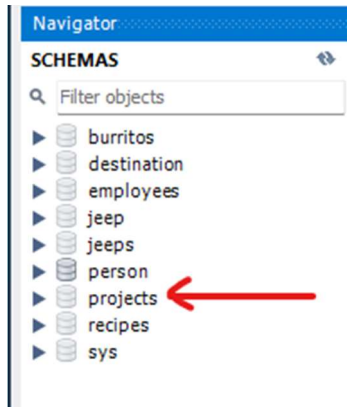 Navigator
SCHEMAS
Filter objects
burritos
destination
employees
jeep
jeeps
person
projects
recipes
sys